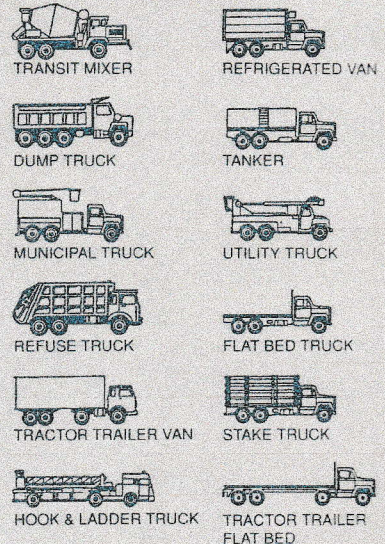 TRANSIT MIXER
REFRIGERATED VAN
DUMP TRUCK
TANKER
MUNICIPAL TRUCK
UTILITY TRUCK
REFUSE TRUCK
FLAT BED TRUCK
TRACTOR TRAILER VAN
STAKE TRUCK
HOOK & LADDER TRUCK
TRACTOR TRAILER
FLAT BED